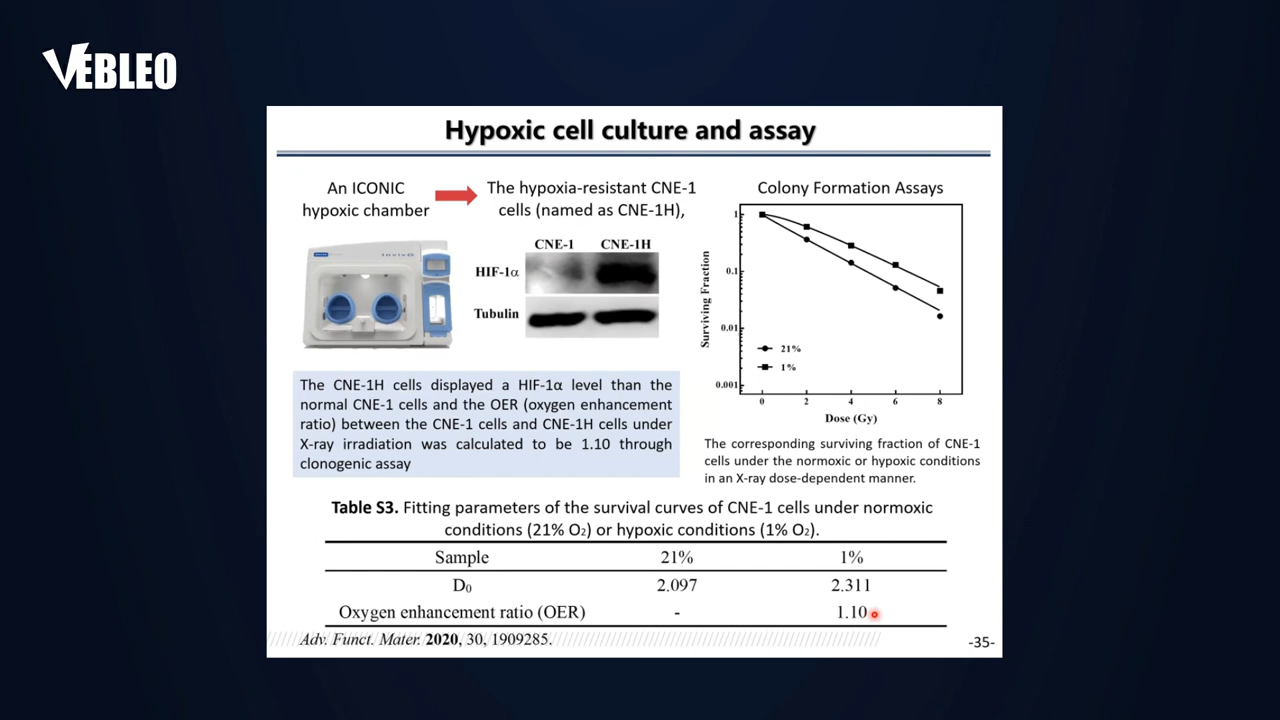 VEBLEO
Hypoxic cell culture and assay
An ICONIC
hypoxic chamber
The hypoxia-resistant CNE-1
cells (named as CNE-1H),
CNE-1 CNE-1H
HIF-1α
Tubulin
The CNE-1H cells displayed a HIF-1α level than the
normal CNE-1 cells and the OER (oxygen enhancement
ratio) between the CNE-1 cells and CNE-1H cells under
X-ray irradiation was calculated to be 1.10 through
clonogenic assay
Colony Formation Assays
Surviving Fraction
1
0.1
0.01
0.001
21%
1%
0 2 4 6 8
Dose (Gy)
The corresponding surviving fraction of CNE-1
cells under the normoxic or hypoxic conditions
in an X-ray dose-dependent manner.
Table S3. Fitting parameters of the survival curves of CNE-1 cells under normoxic
conditions (21% O₂) or hypoxic conditions (1% O₂).
Sample 21% 1%
D₀ 2.097 2.311
Oxygen enhancement ratio (OER) - 1.10
Adv. Funct. Mater. 2020, 30, 1909285.
-35-